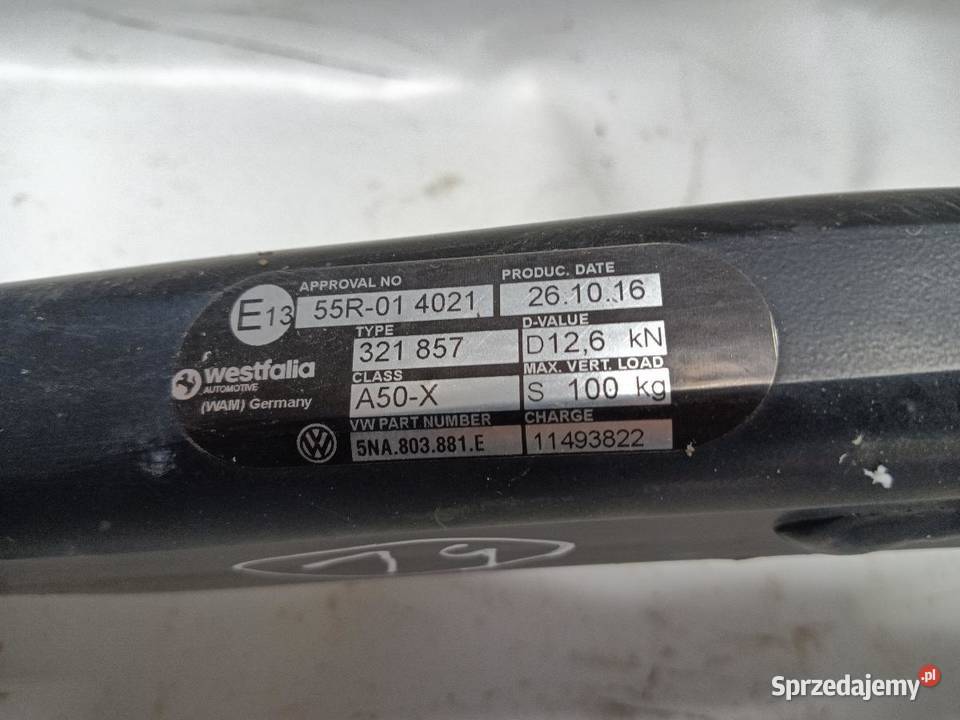 APPROVAL NO PRODUC. DATE
E13 55R-01 4021 26.10.16
TYPE D-VALUE
321 857 D12,6 kN
westfalia CLASS MAX. VERT. LOAD
AUTOMOTIVE A50-X S 100 kg
(WAM) Germany
VW PART NUMBER CHARGE
VW 5NA.803.881.E 11493822
Sprzedajemy.pl